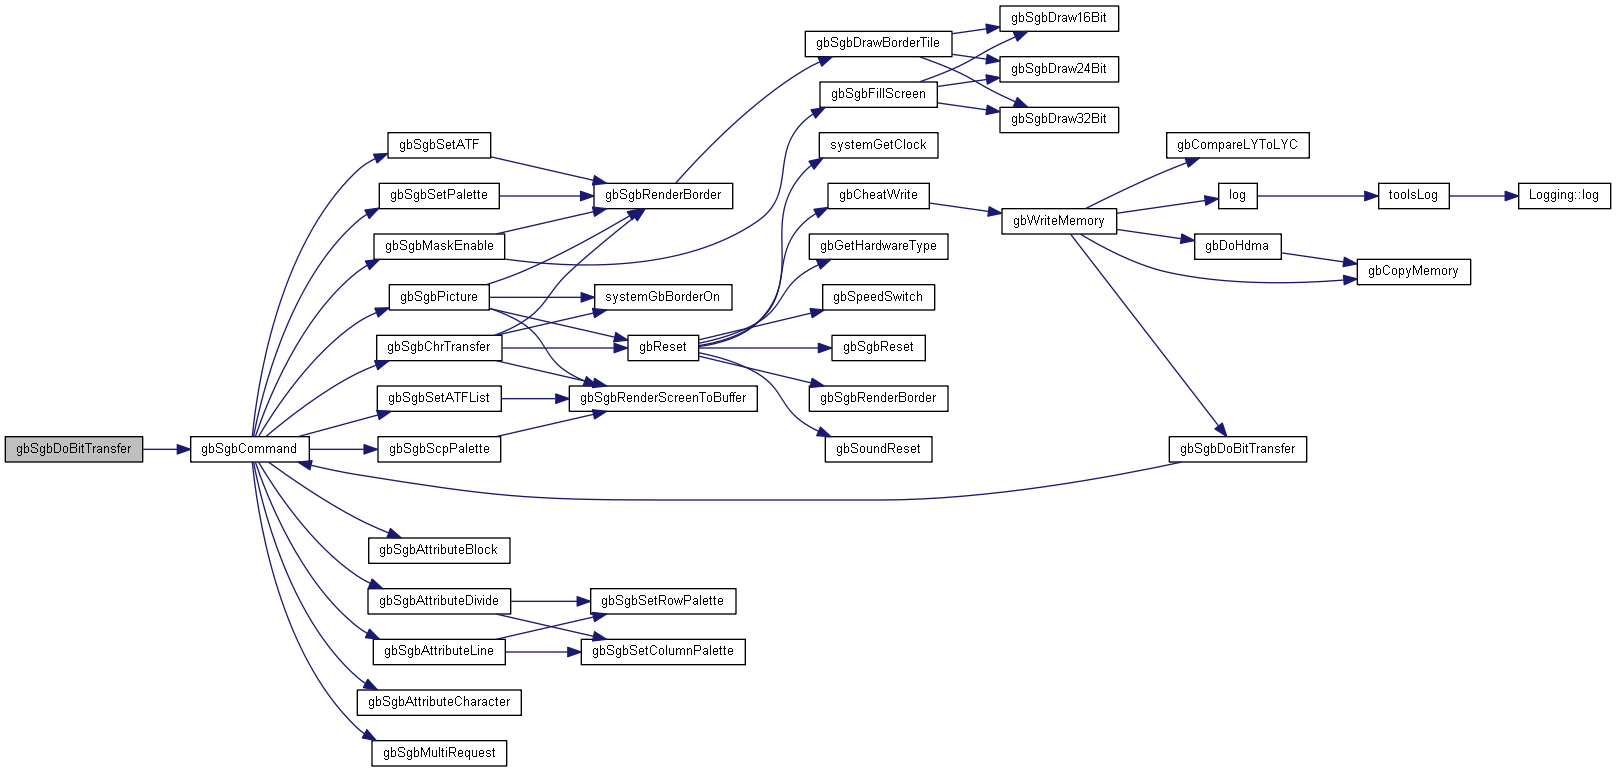 gbSgbDraw16Bit
gbSgbDrawBorderTile
gbSgbDraw24Bit
gbSgbFillScreen
gbSgbDraw32Bit
gbSgbSetATF
systemGetClock
gbCompareLYToLYC
gbSgbSetPalette
gbSgbRenderBorder
gbCheatWrite
log
toolsLog
Logging::log
gbWriteMemory
gbSgbMaskEnable
gbGetHardwareType
gbDoHdma
gbCopyMemory
gbSgbPicture
systemGbBorderOn
gbSpeedSwitch
gbSgbChrTransfer
gbReset
gbSgbReset
gbSgbSetATFList
gbSgbRenderScreenToBuffer
gbSgbRenderBorder
gbSgbDoBitTransfer
gbSgbCommand
gbSgbScpPalette
gbSoundReset
gbSgbDoBitTransfer
gbSgbAttributeBlock
gbSgbAttributeDivide
gbSgbSetRowPalette
gbSgbAttributeLine
gbSgbSetColumnPalette
gbSgbAttributeCharacter
gbSgbMultiRequest